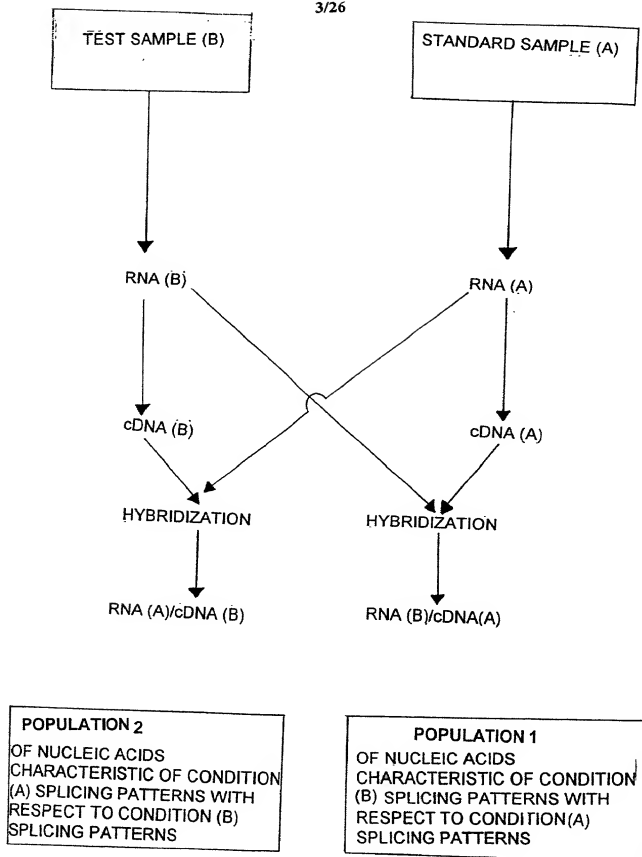 3/26
TEST SAMPLE (B)
STANDARD SAMPLE (A)
RNA (B)
RNA (A)
cDNA (B)
cDNA (A)
HYBRIDIZATION
HYBRIDIZATION
RNA (A)/cDNA (B)
RNA (B)/cDNA(A)
POPULATION 2
OF NUCLEIC ACIDS
CHARACTERISTIC OF CONDITION
(A) SPLICING PATTERNS WITH
RESPECT TO CONDITION (B)
SPLICING PATTERNS
POPULATION 1
OF NUCLEIC ACIDS
CHARACTERISTIC OF CONDITION
(B) SPLICING PATTERNS WITH
RESPECT TO CONDITION(A)
SPLICING PATTERNS